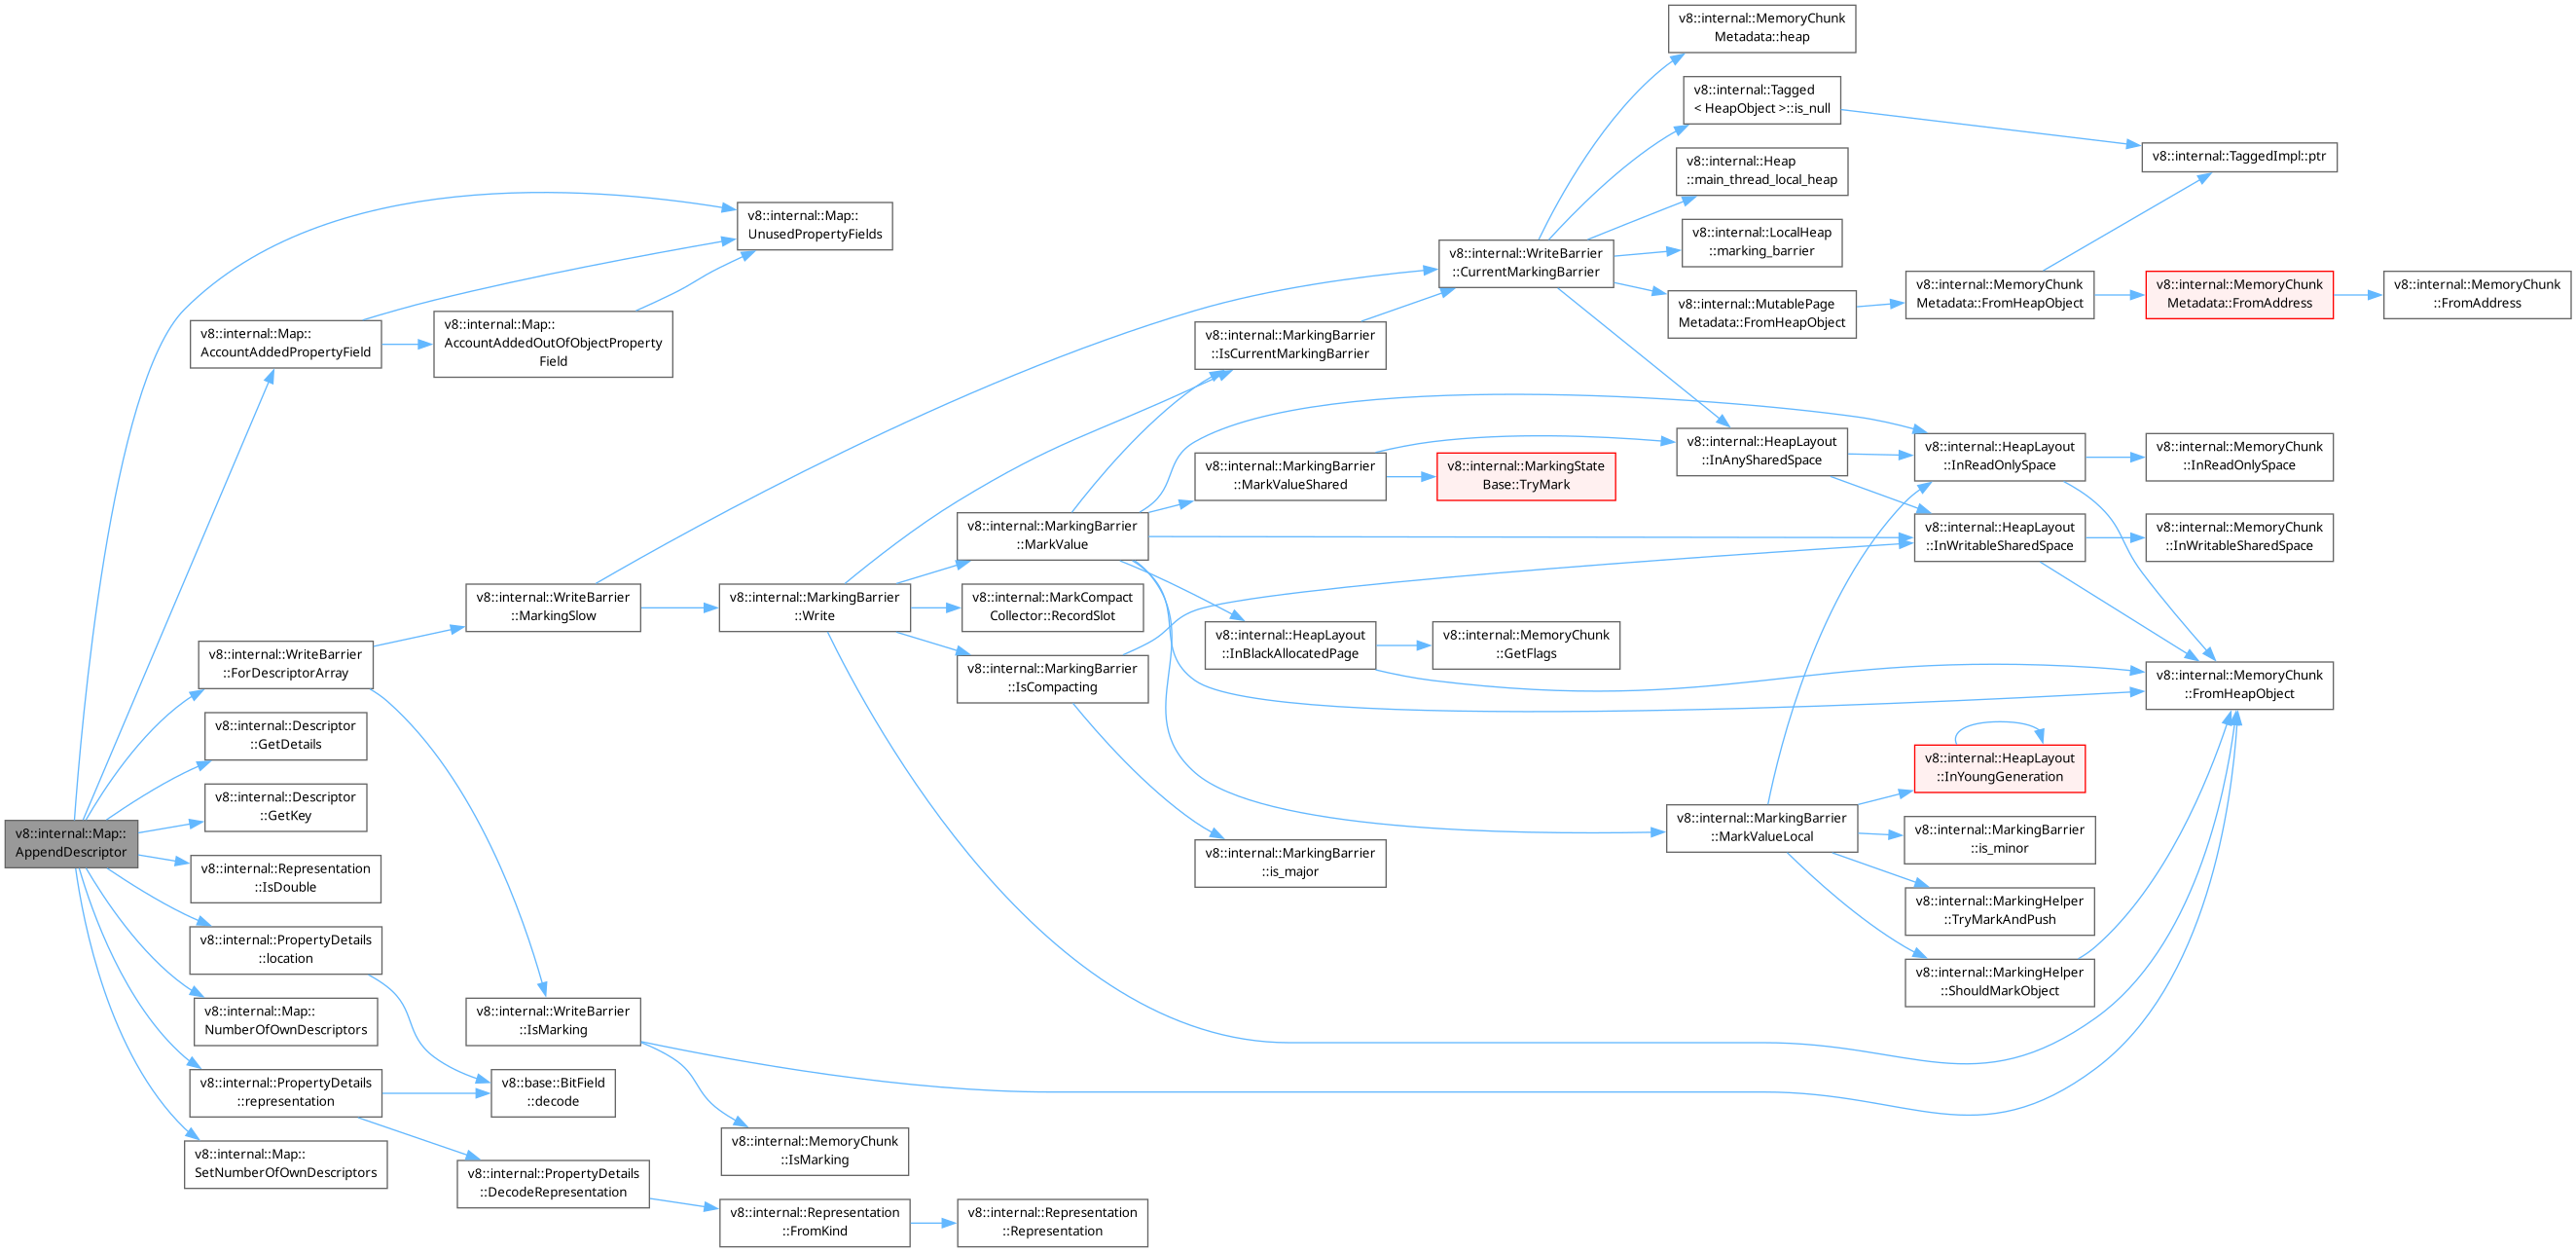 v8::internal::Map::
AppendDescriptor
v8::internal::Map::
AccountAddedPropertyField
v8::internal::WriteBarrier
::ForDescriptorArray
v8::internal::Descriptor
::GetDetails
v8::internal::Descriptor
::GetKey
v8::internal::Representation
::IsDouble
v8::internal::PropertyDetails
::location
v8::internal::Map::
NumberOfOwnDescriptors
v8::internal::PropertyDetails
::representation
v8::internal::Map::
SetNumberOfOwnDescriptors
v8::internal::Map::
AccountAddedOutOfObjectProperty
Field
v8::internal::WriteBarrier
::MarkingSlow
v8::internal::WriteBarrier
::IsMarking
v8::base::BitField
::decode
v8::internal::PropertyDetails
::DecodeRepresentation
v8::internal::Map::
UnusedPropertyFields
v8::internal::MarkingBarrier
::Write
v8::internal::MemoryChunk
::IsMarking
v8::internal::Representation
::FromKind
v8::internal::MarkingBarrier
::MarkValue
v8::internal::MarkCompact
Collector::RecordSlot
v8::internal::MarkingBarrier
::IsCompacting
v8::internal::Representation
::Representation
v8::internal::MarkingBarrier
::IsCurrentMarkingBarrier
v8::internal::MarkingBarrier
::MarkValueShared
v8::internal::HeapLayout
::InBlackAllocatedPage
v8::internal::MarkingBarrier
::is_major
v8::internal::WriteBarrier
::CurrentMarkingBarrier
v8::internal::MarkingState
Base::TryMark
v8::internal::MemoryChunk
::GetFlags
v8::internal::MemoryChunk
Metadata::heap
v8::internal::Tagged
< HeapObject >::is_null
v8::internal::Heap
::main_thread_local_heap
v8::internal::LocalHeap
::marking_barrier
v8::internal::MutablePage
Metadata::FromHeapObject
v8::internal::HeapLayout
::InAnySharedSpace
v8::internal::MarkingBarrier
::MarkValueLocal
v8::internal::MemoryChunk
Metadata::FromHeapObject
v8::internal::HeapLayout
::InReadOnlySpace
v8::internal::HeapLayout
::InWritableSharedSpace
v8::internal::HeapLayout
::InYoungGeneration
v8::internal::MarkingBarrier
::is_minor
v8::internal::MarkingHelper
::TryMarkAndPush
v8::internal::MarkingHelper
::ShouldMarkObject
v8::internal::TaggedImpl::ptr
v8::internal::MemoryChunk
Metadata::FromAddress
v8::internal::MemoryChunk
::InReadOnlySpace
v8::internal::MemoryChunk
::InWritableSharedSpace
v8::internal::MemoryChunk
::FromHeapObject
v8::internal::MemoryChunk
::FromAddress